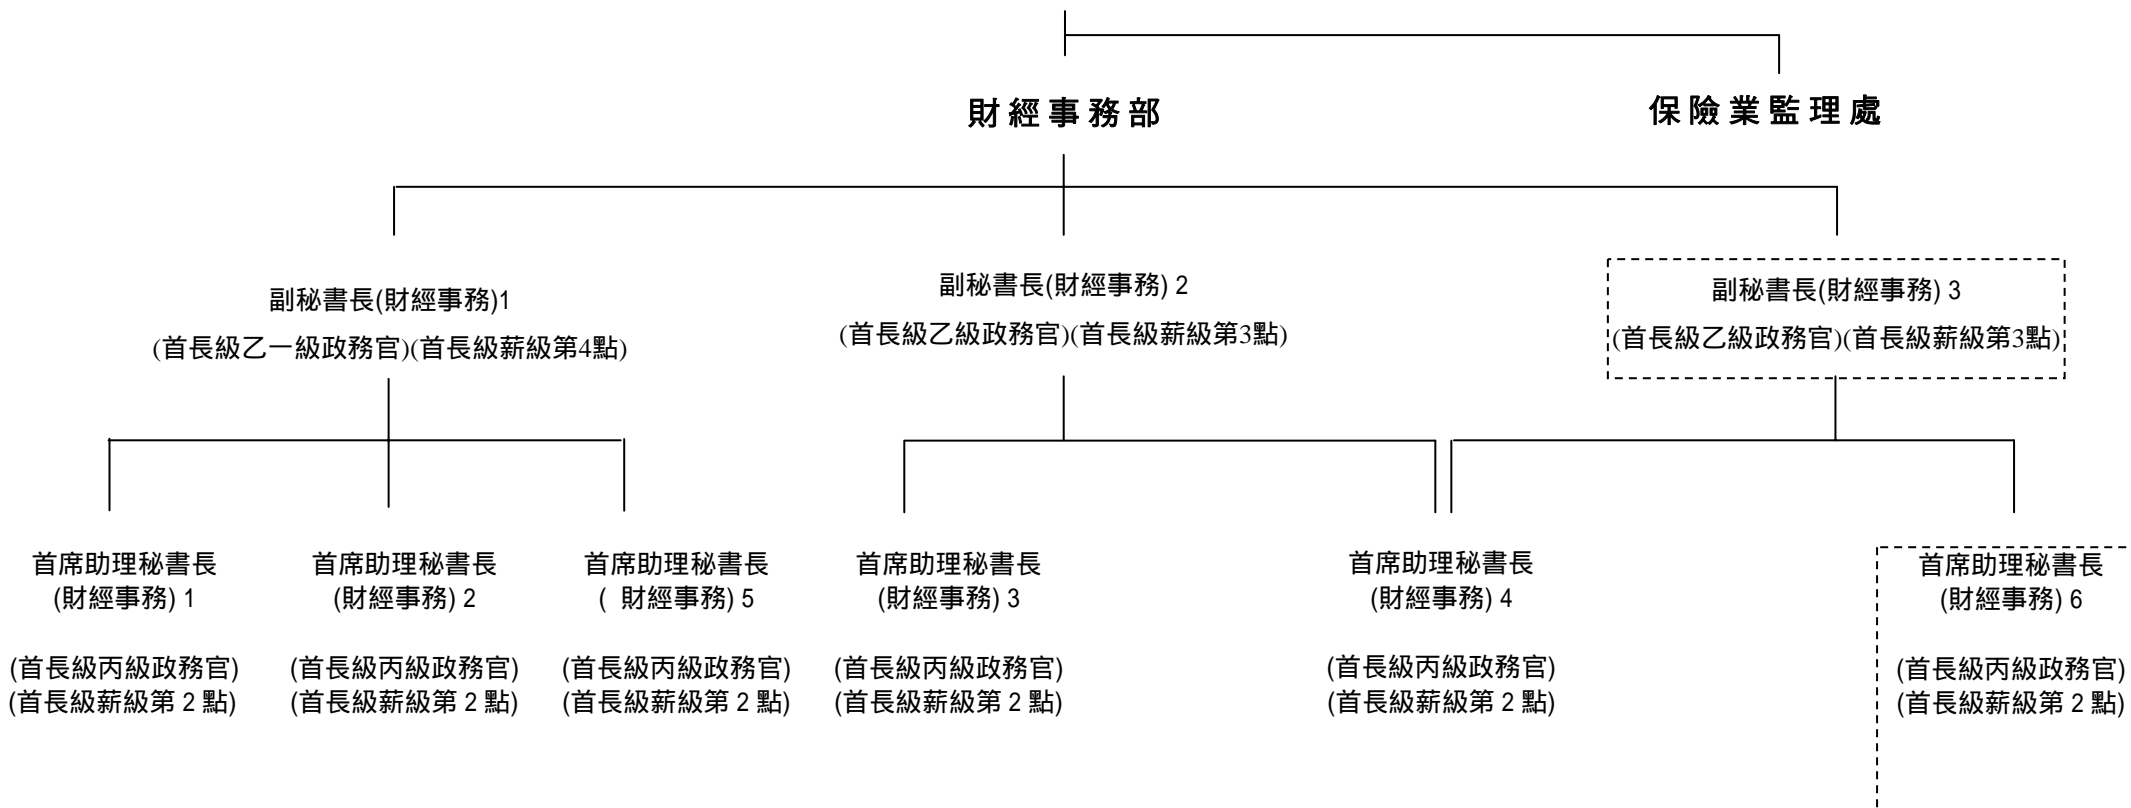 財經事務部
保險業監理處
副秘書長(財經事務)1
(首長級乙一級政務官)(首長級薪級第4點)
副秘書長(財經事務) 2
(首長級乙級政務官)(首長級薪級第3點)
副秘書長(財經事務) 3
(首長級乙級政務官)(首長級薪級第3點)
首席助理秘書長
(財經事務) 1
(首長級丙級政務官)
(首長級薪級第 2 點)
首席助理秘書長
(財經事務) 2
(首長級丙級政務官)
(首長級薪級第 2 點)
首席助理秘書長
( 財經事務) 5
(首長級丙級政務官)
(首長級薪級第 2 點)
首席助理秘書長
(財經事務) 3
(首長級丙級政務官)
(首長級薪級第 2 點)
首席助理秘書長
(財經事務) 4
(首長級丙級政務官)
(首長級薪級第 2 點)
首席助理秘書長
(財經事務) 6
(首長級丙級政務官)
(首長級薪級第 2 點)